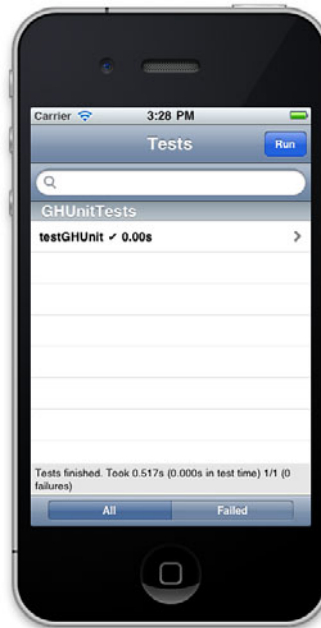 Carrier 3:28 PM
Tests Run
GHUnitTests
testGHUnit ✔ 0.00s
Tests finished. Took 0.517s (0.000s in test time) 1/1 (0
failures)
All Failed